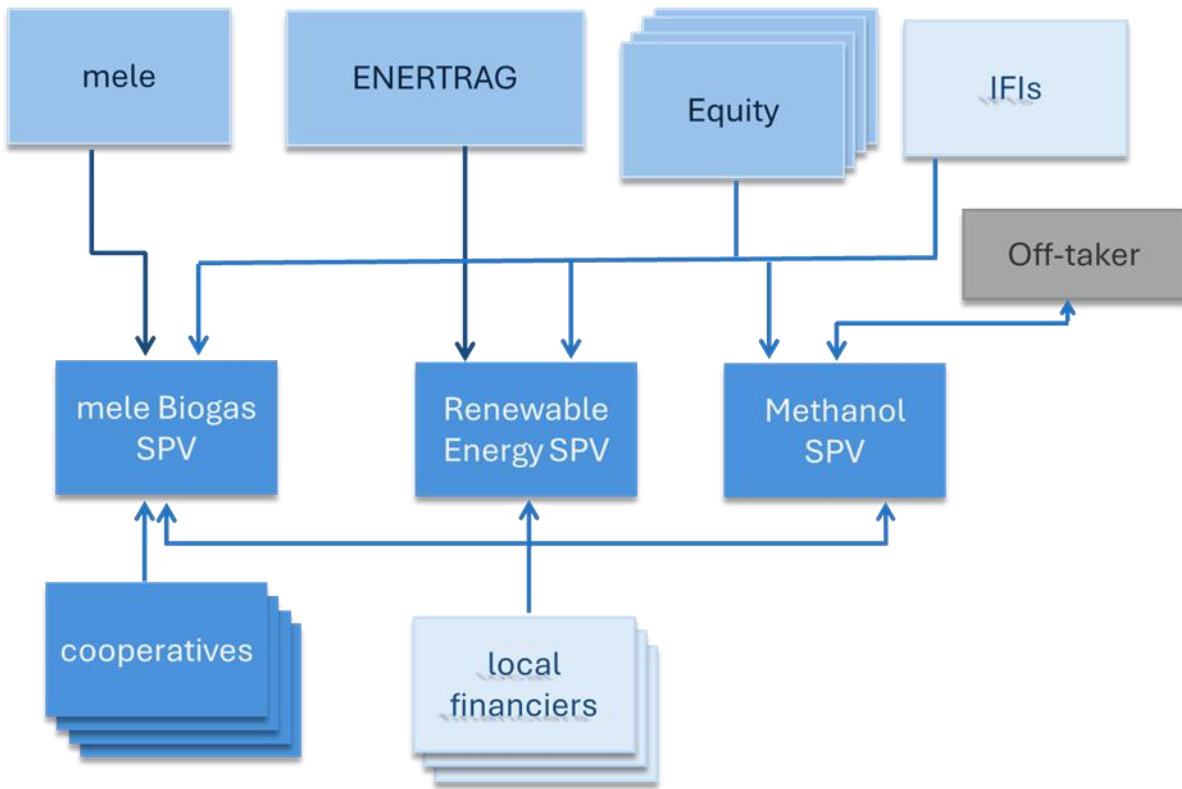 mele
ENERTRAG
Equity
IFIs
Off-taker
mele Biogas
SPV
Renewable
Energy SPV
Methanol
SPV
cooperatives
local
financiers